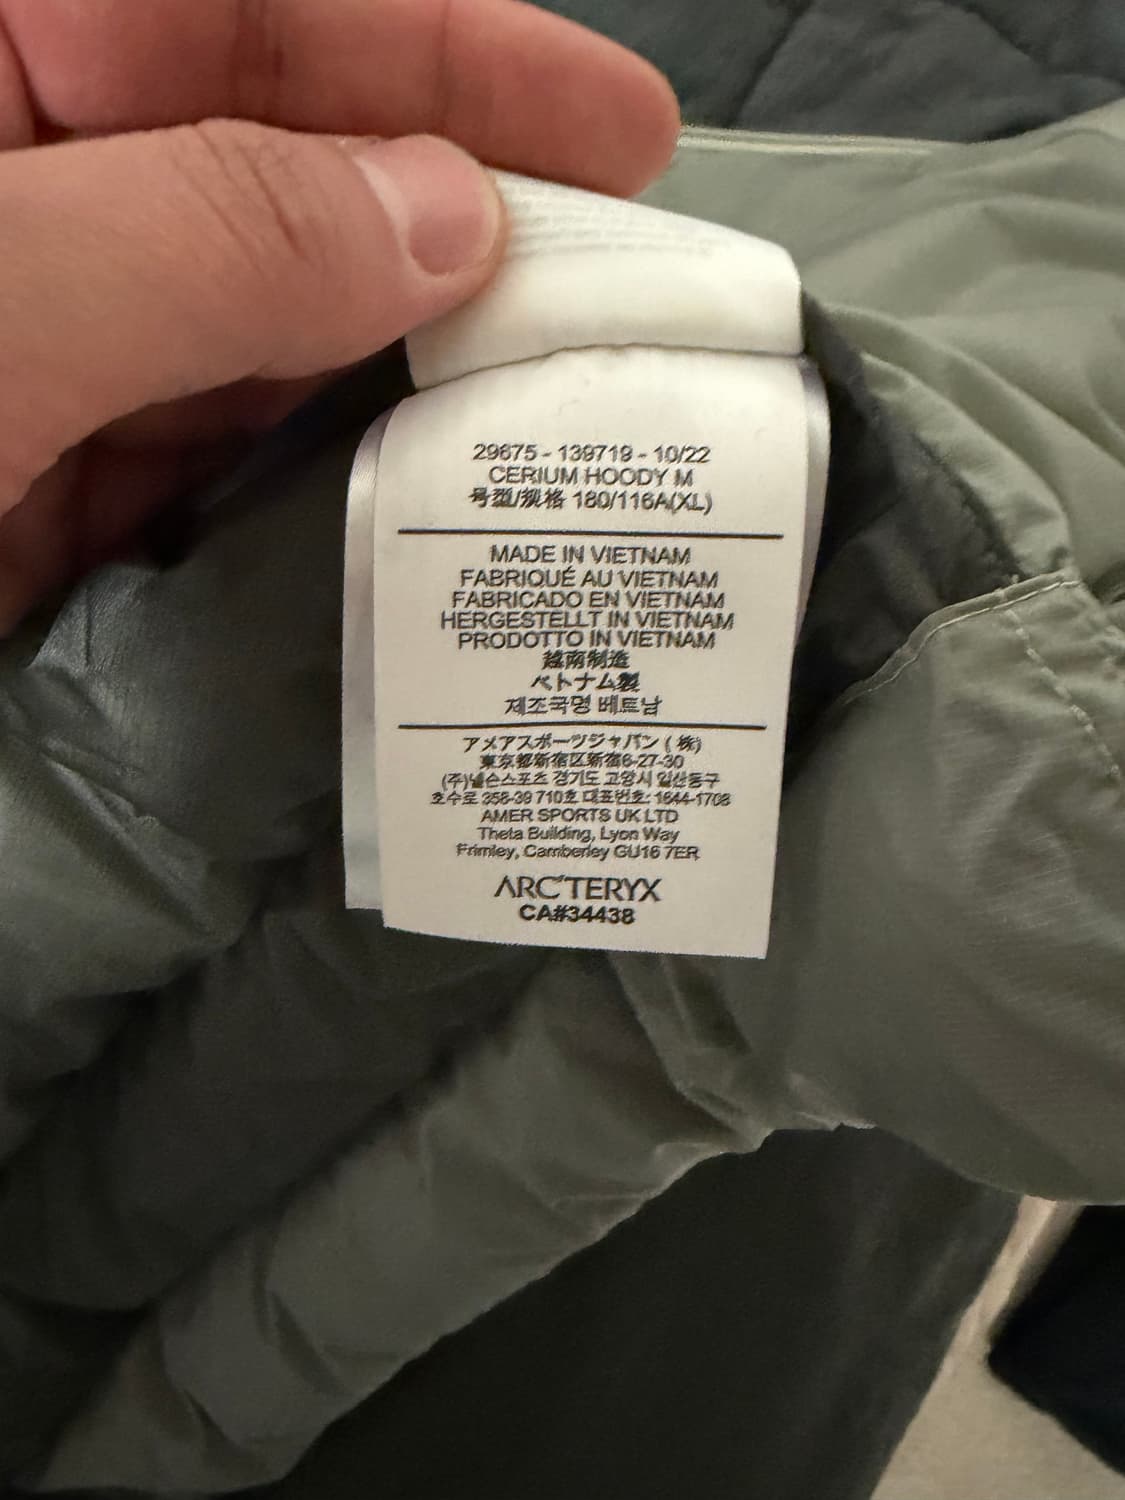 29675 - 139719 - 10/22
CERIUM HOODY M
号型/规格 180/116A(XL)
MADE IN VIETNAM
FABRIQUÉ AU VIETNAM
FABRICADO EN VIETNAM
HERGESTELLT IN VIETNAM
PRODOTTO IN VIETNAM
越南制造
ベトナム製
제조국명 베트남
アメアスポーツジャパン (株)
東京都新宿区新宿6-27-30
(주)넬슨스포츠 경기도 고양시 일산동구
호수로 358-39 710호 대표번호: 1644-1708
AMER SPORTS UK LTD
Theta Building, Lyon Way
Frimley, Camberley GU16 7ER
ARC'TERYX
CA#34438